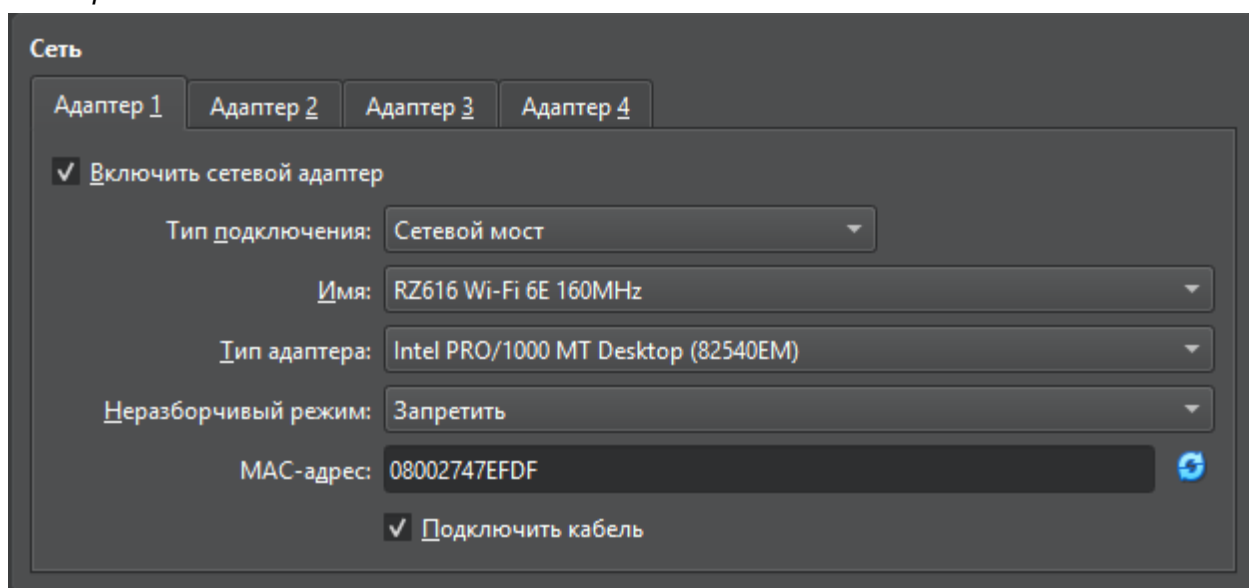 Сеть
Адаптер 1 Адаптер 2 Адаптер 3 Адаптер 4
Включить сетевой адаптер
Тип подключения: Сетевой мост
Имя: RZ616 Wi-Fi 6E 160MHz
Тип адаптера: Intel PRO/1000 MT Desktop (82540EM)
Неразборчивый режим: Запретить
MAC-адрес: 08002747EFDF
Подключить кабель